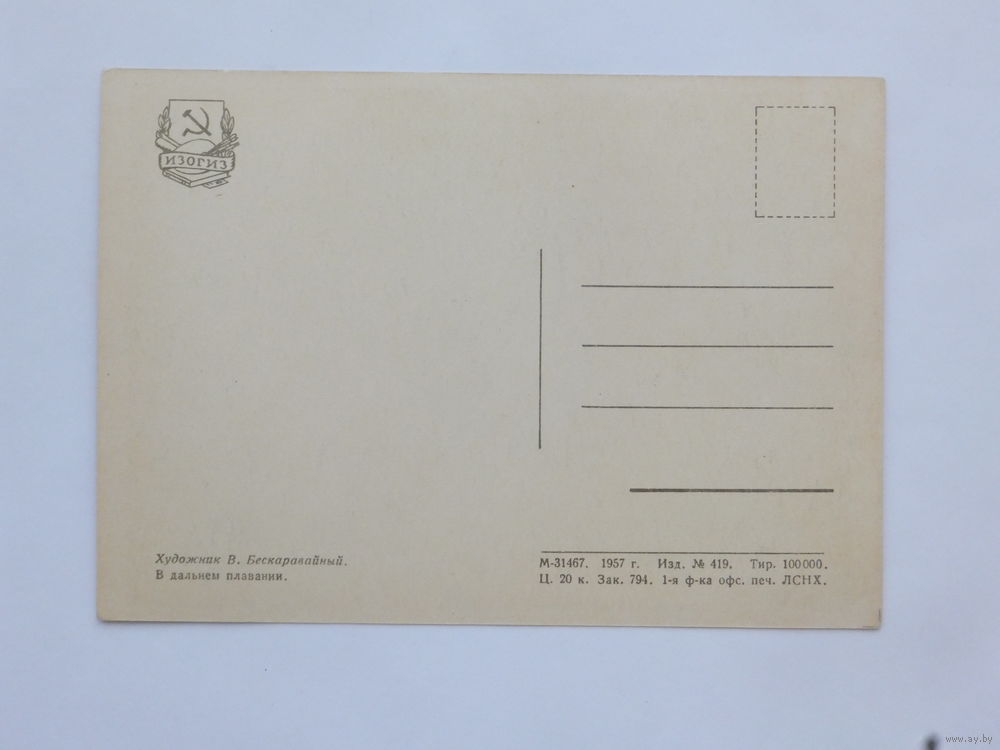 ИЗОГИЗ
Художник В. Бескаравайный.
В дальнем плавании.
М-31467. 1957 г. Изд. № 419. Тир. 100000.
Ц. 20 к. Зак. 794. 1-я ф-ка офс. печ. ЛСНХ.
www.ay.by